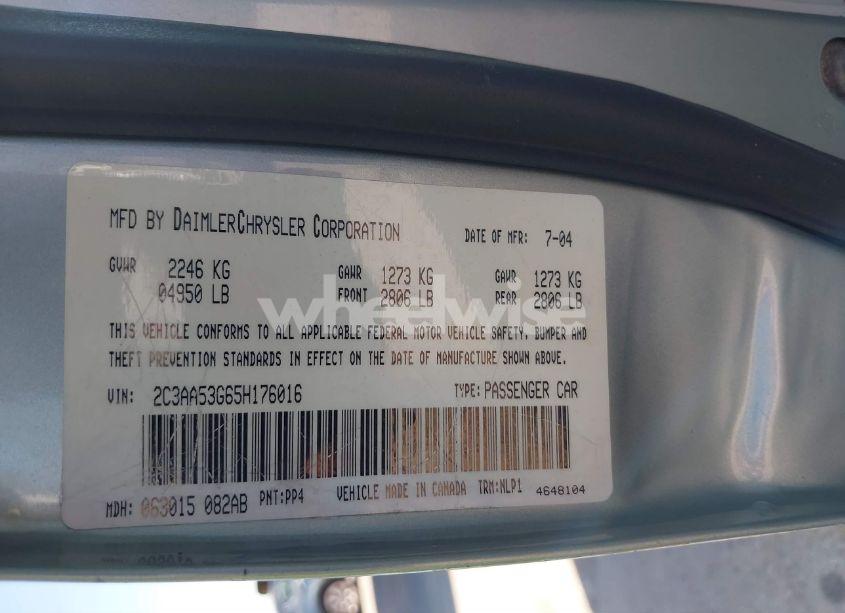 MFD BY DAIMLERCHRYSLER CORPORATION DATE OF MFR: 7-04
GVWR 2246 KG GAWR 1273 KG GAWR 1273 KG
04950 LB FRONT 2806 LB REAR 2806 LB
wheelwise
THIS VEHICLE CONFORMS TO ALL APPLICABLE FEDERAL MOTOR VEHICLE SAFETY, BUMPER AND
THEFT PREVENTION STANDARDS IN EFFECT ON THE DATE OF MANUFACTURE SHOWN ABOVE.
VIN: 2C3AA53G65H176016 TYPE: PASSENGER CAR
MDH: 063015 082AB PNT: PP4 VEHICLE MADE IN CANADA TRM: NLP1 4648104